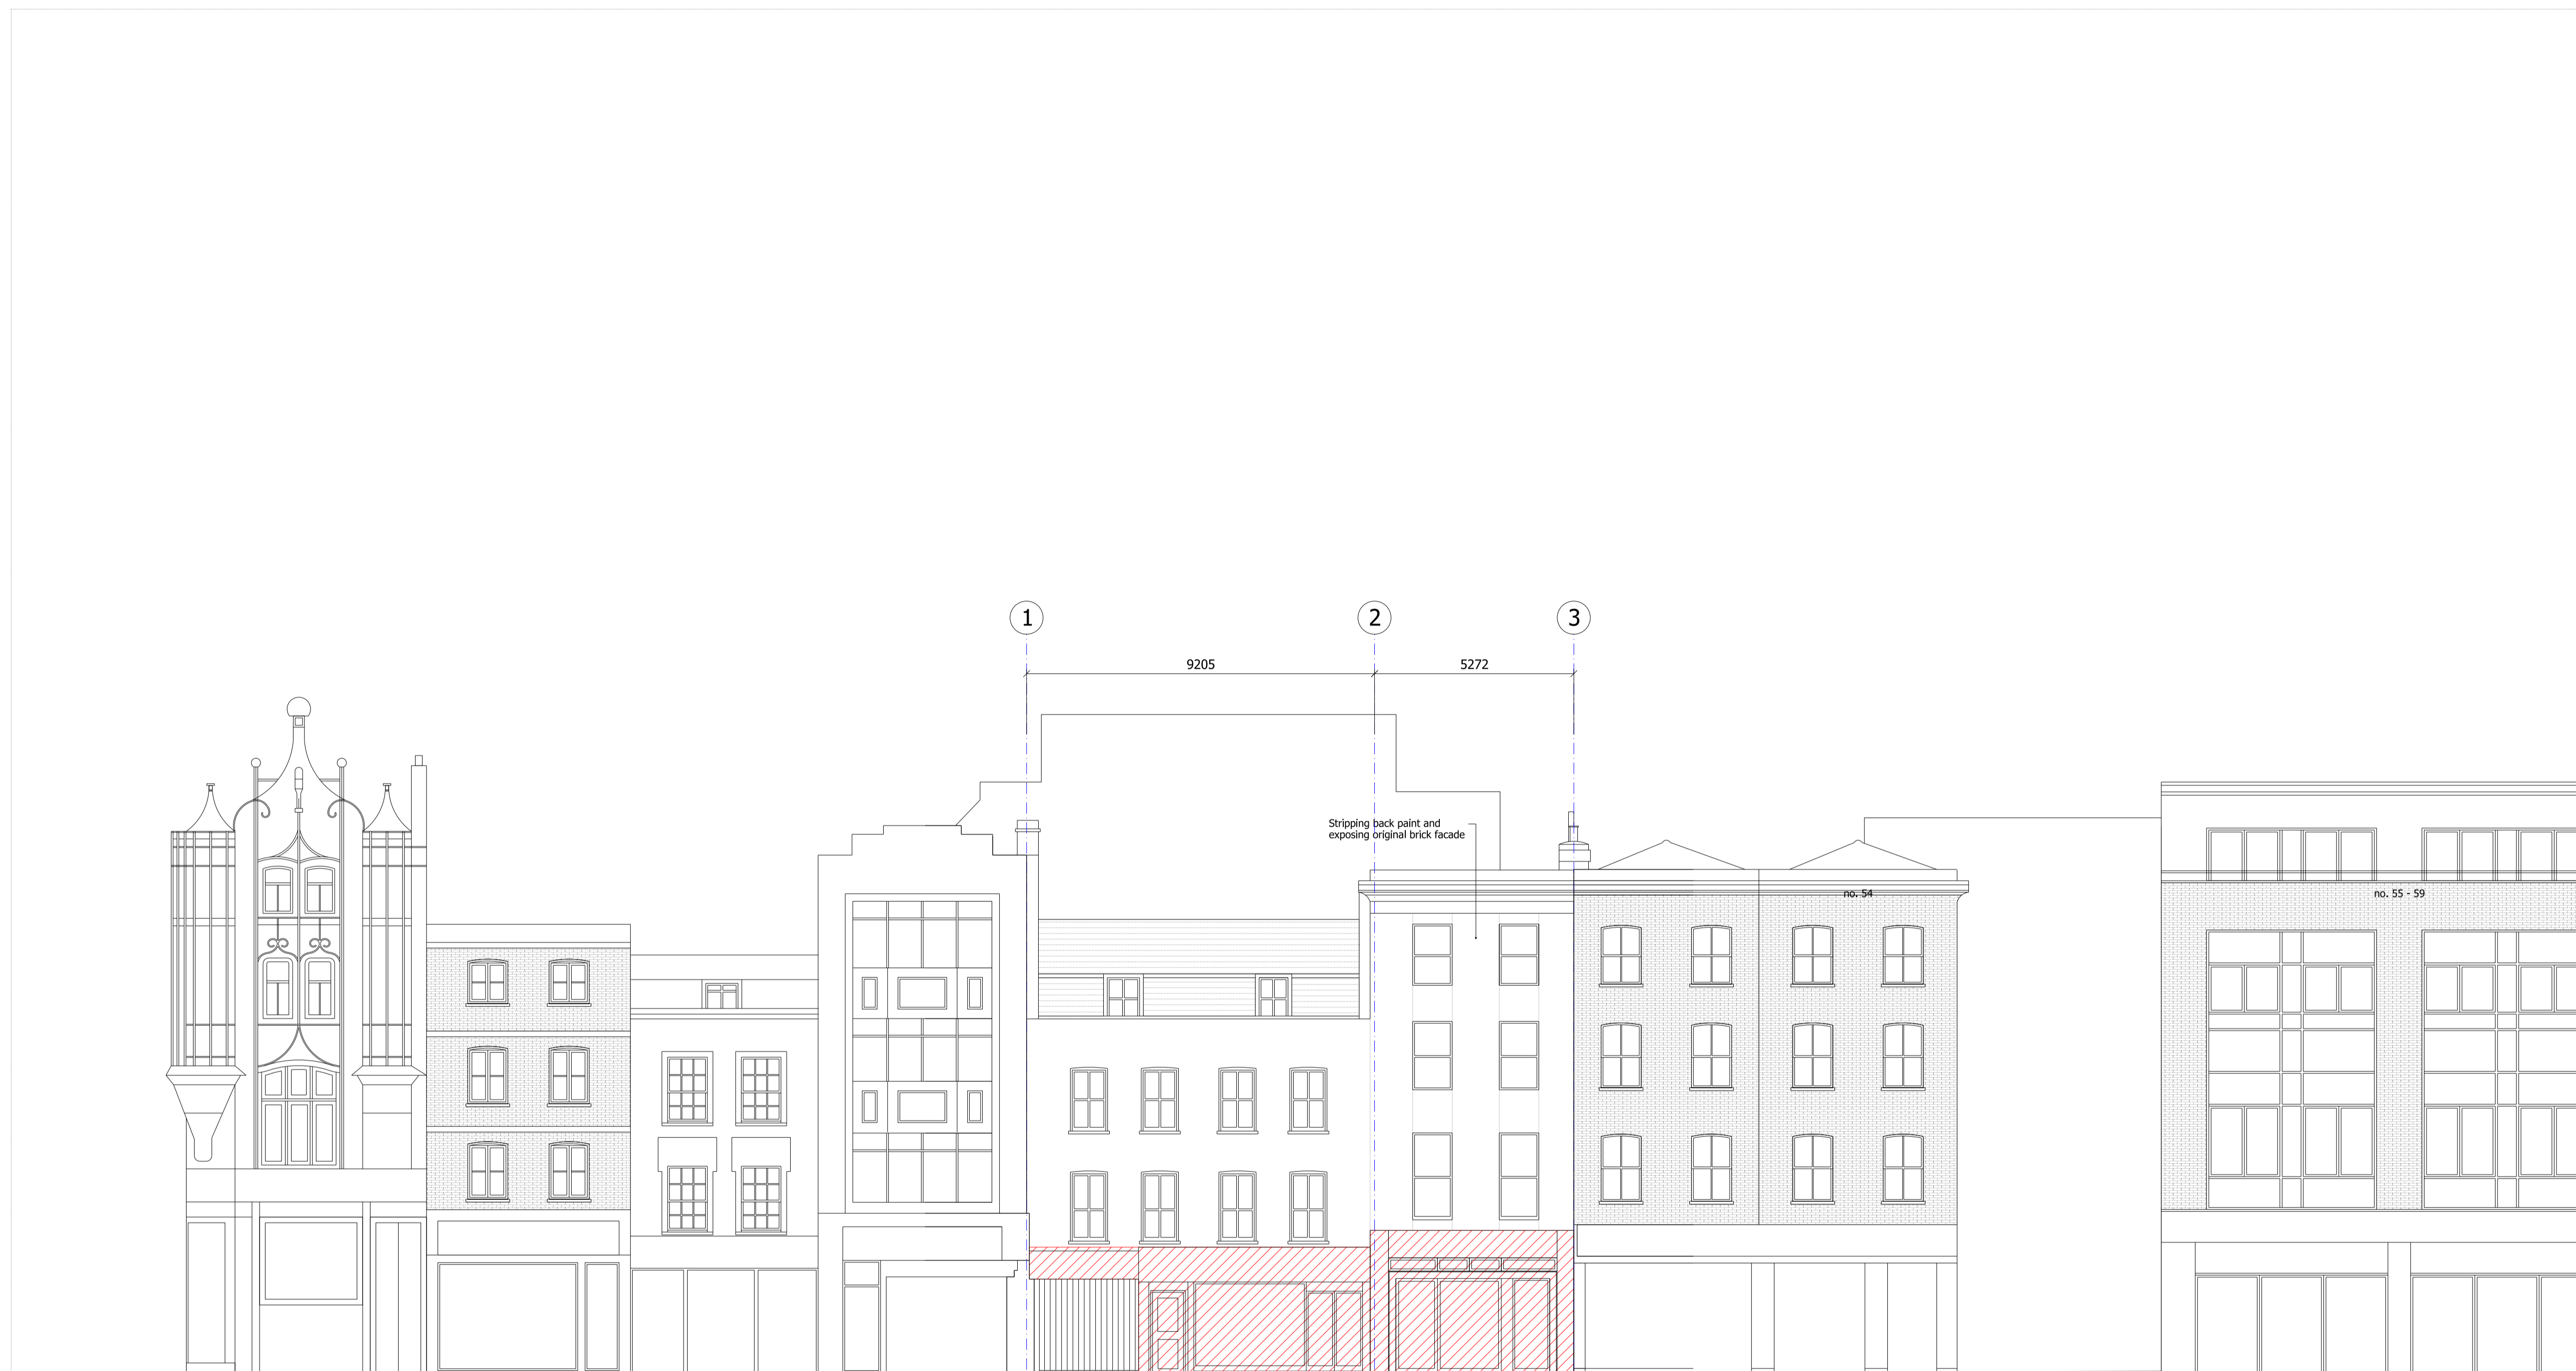 1
2
3
9205
5272
Stripping back paint and
exposing original brick facade
no. 54
no. 55 - 59